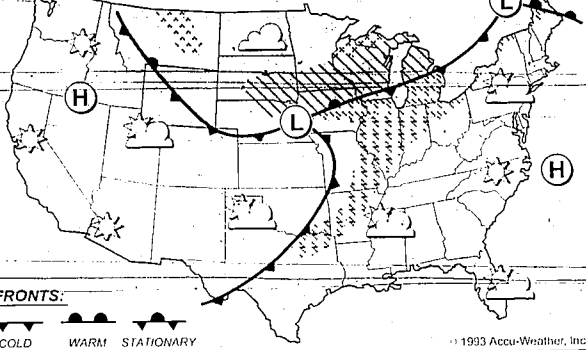 L
H
L
H
FRONTS:
COLD WARM STATIONARY
© 1993 Accu-Weather, Inc